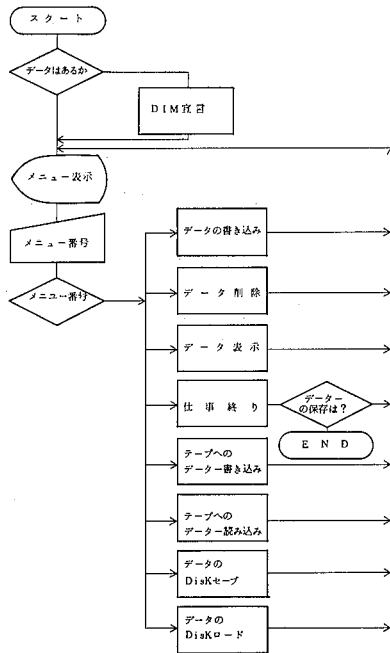 スタート
データはあるか
DIM宣言
メニュー表示
メニュー番号
メニュー番号
データの書き込み
データ削除
データ表示
仕事終り
データー
の保存は？
END
テープへの
データー書き込み
テープへの
データー読み込み
データの
DisKセーブ
データの
DisKロード